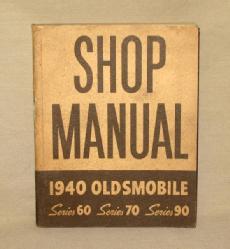 SHOP
MANUAL
1940 OLDSMOBILE
Series 60 Series 70 Series 90